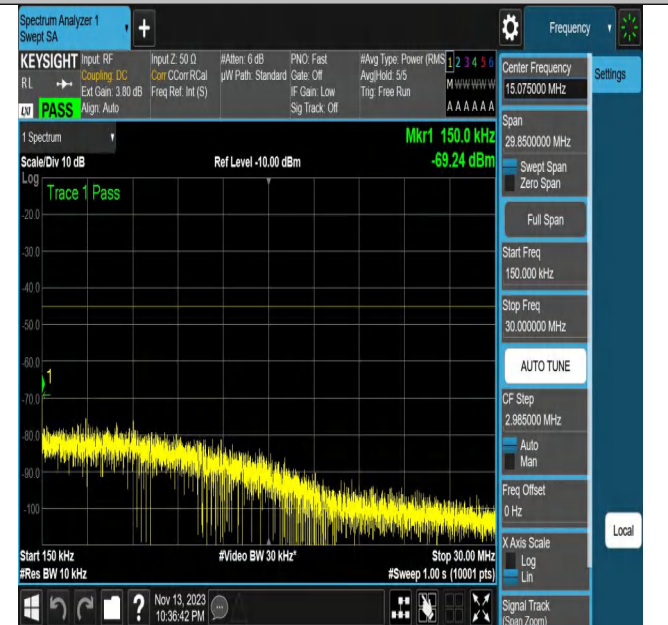 Spectrum Analyzer 1
Swept SA
+
Frequency
KEYSIGHT
RL
LXI
PASS
Input: RF
Coupling: DC
Ext Gain: 3.80 dB
Align: Auto
Input Z: 50 Ω
Corr CCorr RCal
Freq Ref: Int (S)
#Atten: 6 dB
µW Path: Standard
PNO: Fast
Gate: Off
IF Gain: Low
Sig Track: Off
#Avg Type: Power (RMS
Avg|Hold: 5/5
Trig: Free Run
1 2 3 4 5 6
M W W W W W
A A A A A A
Center Frequency
15.075000 MHz
Settings
Span
29.8500000 MHz
Swept Span
Zero Span
Full Span
Start Freq
150.000 kHz
Stop Freq
30.000000 MHz
AUTO TUNE
CF Step
2.985000 MHz
Auto
Man
Freq Offset
0 Hz
X Axis Scale
Log
Lin
Signal Track
(Span Zoom)
Local
1 Spectrum
Scale/Div 10 dB
Ref Level -10.00 dBm
Mkr1 150.0 kHz
-69.24 dBm
Log
Trace 1 Pass
-20.0
-30.0
-40.0
-50.0
-60.0
1
-70.0
-80.0
-90.0
-100
Start 150 kHz
#Video BW 30 kHz*
Stop 30.00 MHz
#Res BW 10 kHz
#Sweep 1.00 s (10001 pts)
?
Nov 13, 2023
10:36:42 PM